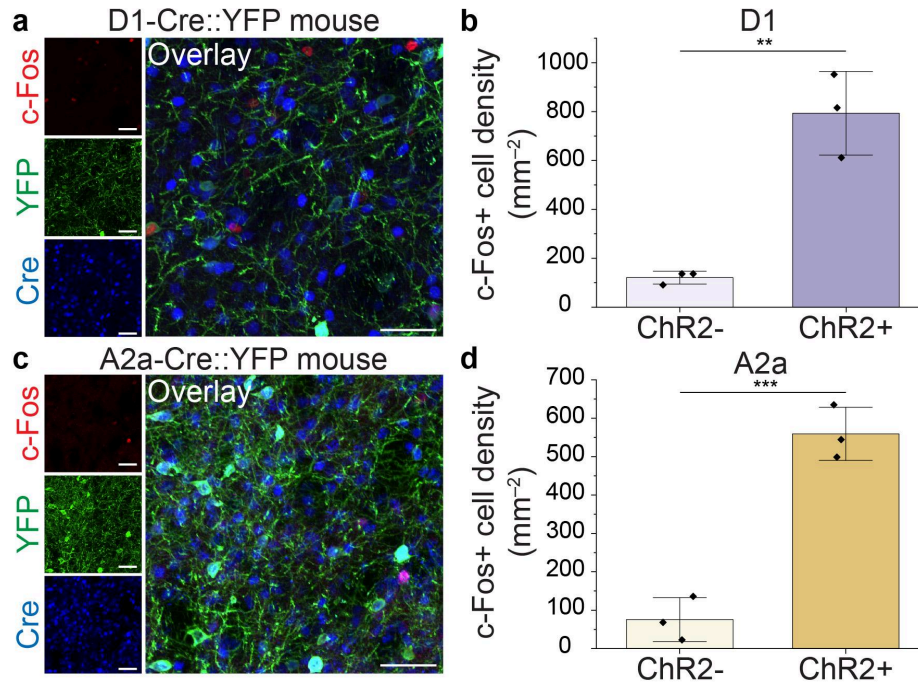 a
D1-Cre::YFP mouse
c-Fos
YFP
Cre
Overlay
b
D1
**
c-Fos+ cell density
(mm⁻²)
1000
800
600
400
200
0
ChR2-
ChR2+
c
A2a-Cre::YFP mouse
c-Fos
YFP
Cre
Overlay
d
A2a
***
c-Fos+ cell density
(mm⁻²)
700
600
500
400
300
200
100
0
ChR2-
ChR2+